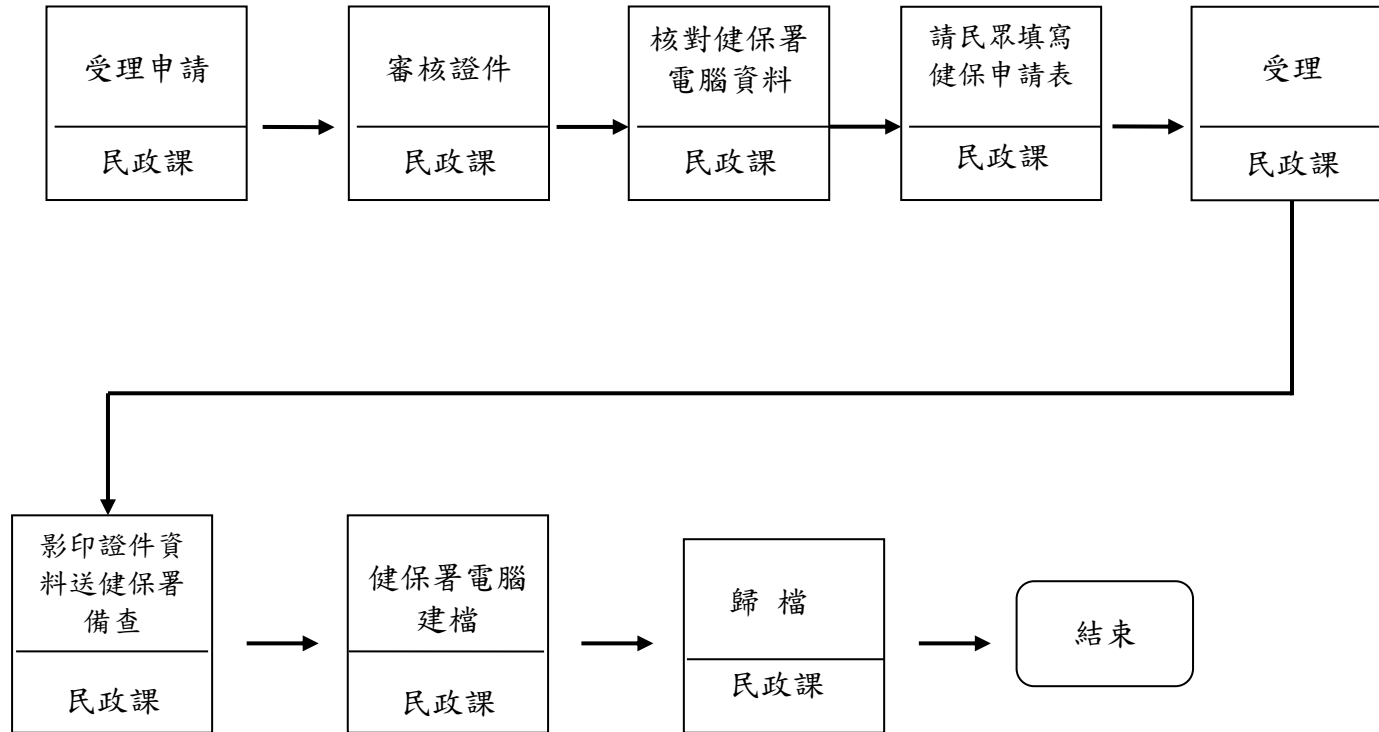 受理申請
民政課
審核證件
民政課
核對健保署
電腦資料
民政課
請民眾填寫
健保申請表
民政課
受理
民政課
影印證件資
料送健保署
備查
民政課
健保署電腦
建檔
民政課
歸 檔
民政課
結束